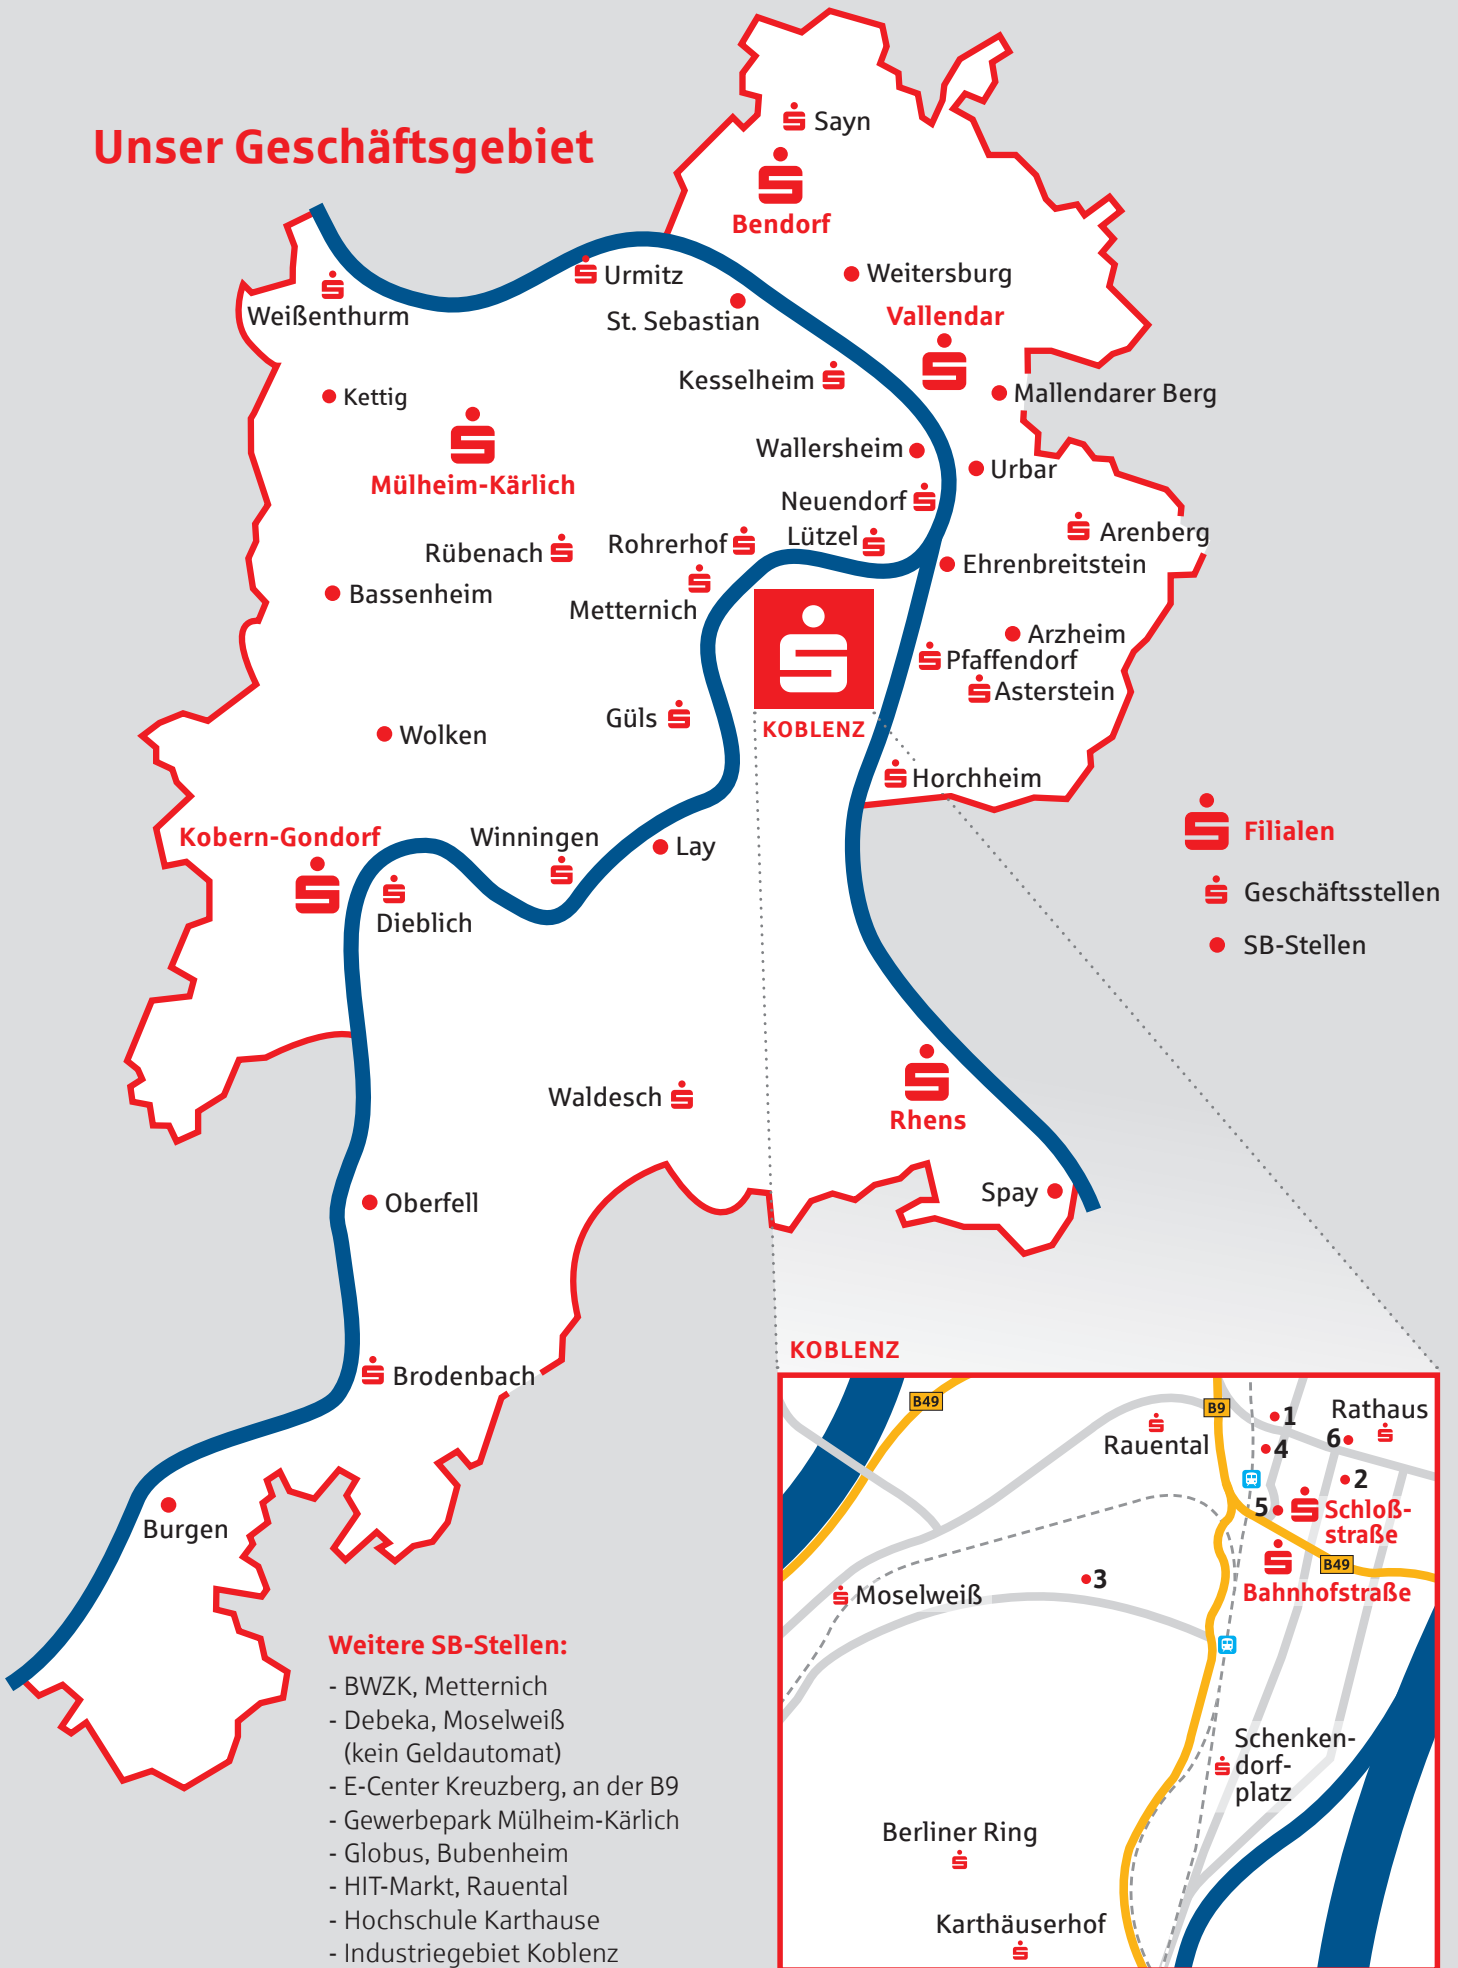 Unser Geschäftsgebiet
Sayn
Bendorf
Weitersburg
Urmitz
St. Sebastian
Weißenthurm
Vallendar
Kesselheim
Mallendarer Berg
Kettig
Mülheim-Kärlich
Wallersheim
Urbar
Neuendorf
Lützel
Arenberg
Rübenach
Rohrerhof
Ehrenbreitstein
Bassenheim
Metternich
Arzheim
Pfaffendorf
Asterstein
Güls
KOBLENZ
Wolken
Horchheim
Kobern-Gondorf
Winningen
Lay
Dieblich
Filialen
Geschäftsstellen
SB-Stellen
Waldesch
Rhens
Spay
Oberfell
Brodenbach
Burgen
KOBLENZ
B49
B9
1
Rathaus
Rauental
4
6
2
5
Schloß-
straße
B49
Bahnhofstraße
3
Moselweiß
Schenken-
dorf-
platz
Berliner Ring
Karthäuserhof
Weitere SB-Stellen:
- BWZK, Metternich
- Debeka, Moselweiß
(kein Geldautomat)
- E-Center Kreuzberg, an der B9
- Gewerbepark Mülheim-Kärlich
- Globus, Bubenheim
- HIT-Markt, Rauental
- Hochschule Karthause
- Industriegebiet Koblenz